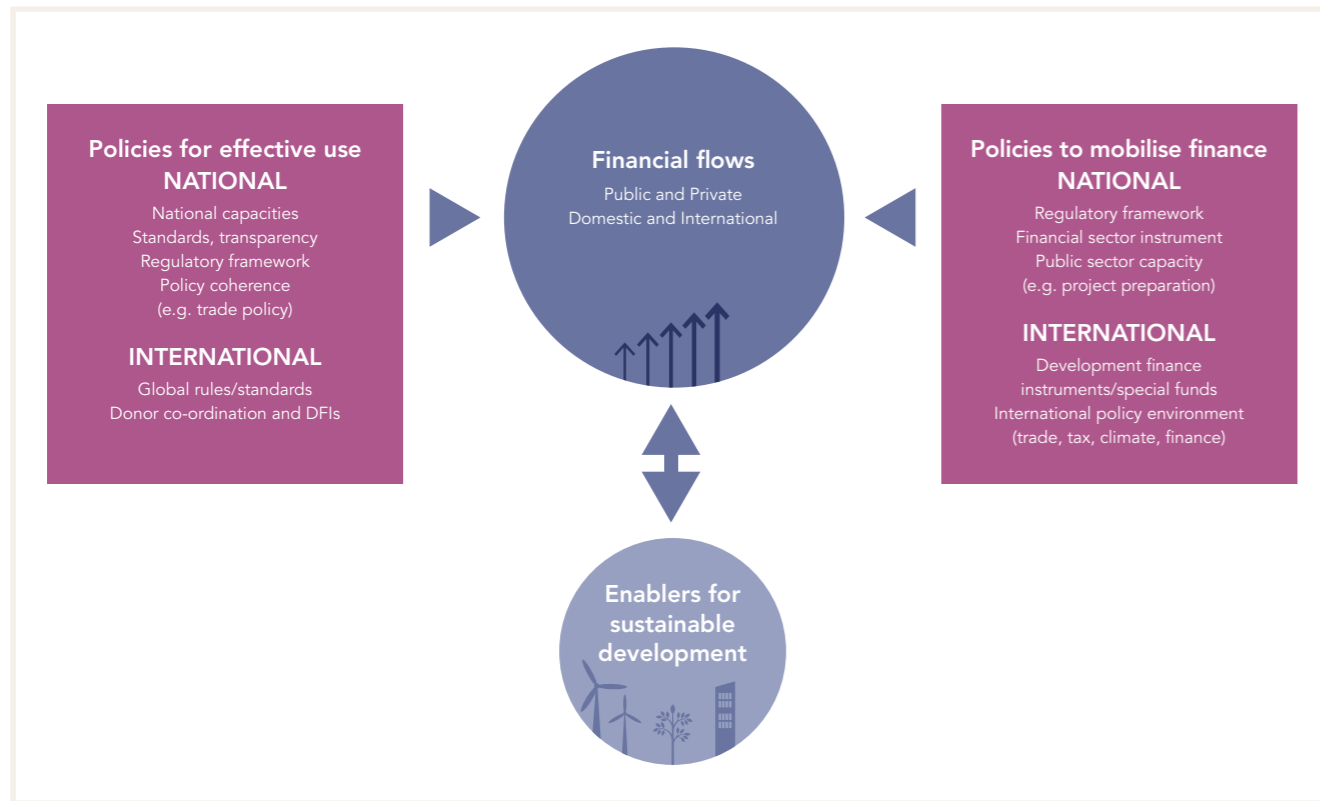 Policies for effective use
NATIONAL
National capacities
Standards, transparency
Regulatory framework
Policy coherence
(e.g. trade policy)
INTERNATIONAL
Global rules/standards
Donor co-ordination and DFIs
Financial flows
Public and Private
Domestic and International
Policies to mobilise finance
NATIONAL
Regulatory framework
Financial sector instrument
Public sector capacity
(e.g. project preparation)
INTERNATIONAL
Development finance
instruments/special funds
International policy environment
(trade, tax, climate, finance)
Enablers for
sustainable
development